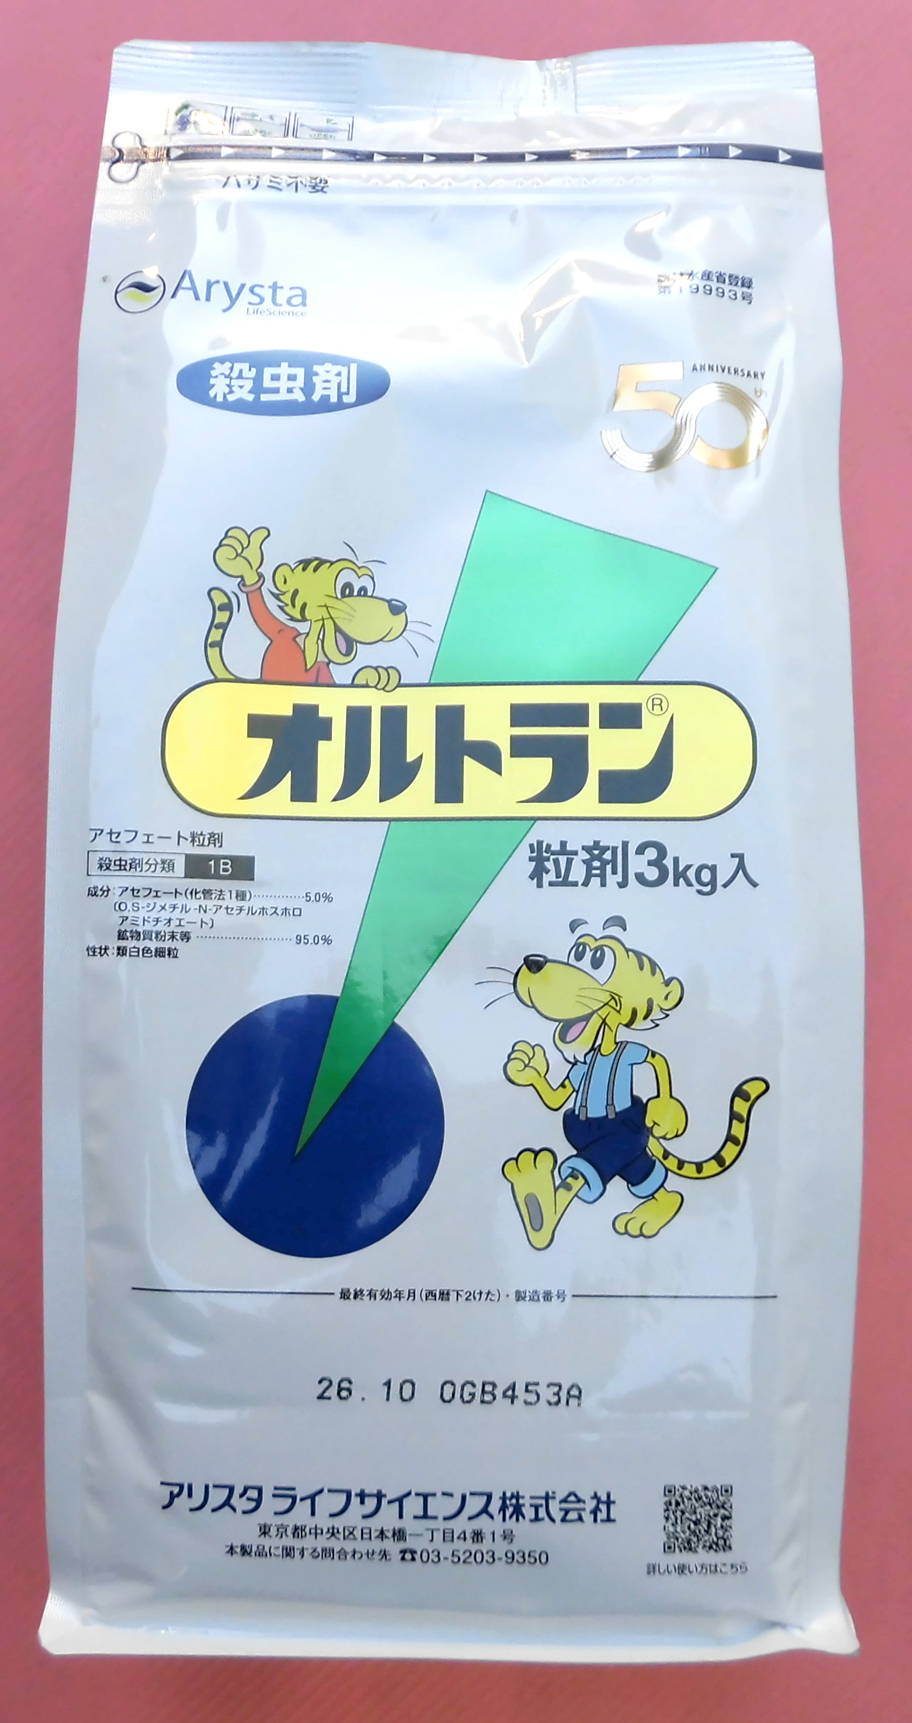 ハサミ不要
Arysta
LifeScience
水産省登録
第19993号
殺虫剤
50
th
ANNIVERSARY
オルトラン®
アセフェート粒剤
殺虫剤分類 1B
粒剤3kg入
成分:アセフェート(化管法1種)…………5.0%
(O,S-ジメチル-N-アセチルホスホロ
アミドチオエート)
鉱物質粉末等……………………95.0%
性状:類白色細粒
最終有効年月(西暦下2けた)・製造番号
26.10 0GB453A
アリスタ ライフサイエンス株式会社
東京都中央区日本橋一丁目4番1号
本製品に関する問合わせ先 ☎03-5203-9350
詳しい使い方はこちら